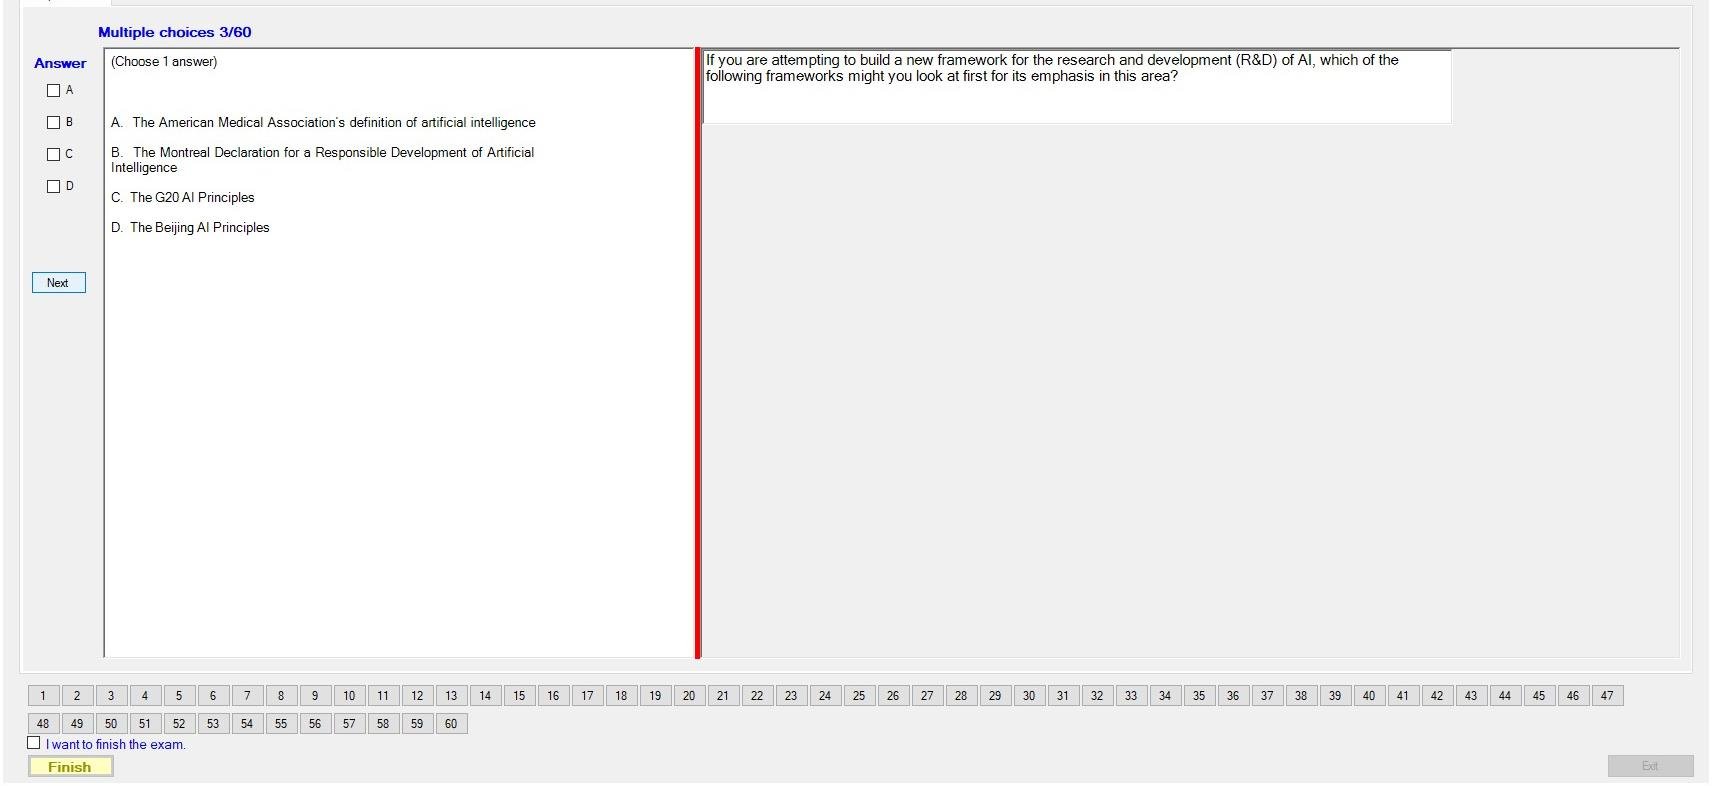 Multiple choices 3/60
Answer
A
B
C
D
Next
(Choose 1 answer)
A. The American Medical Association's definition of artificial intelligence
B. The Montreal Declaration for a Responsible Development of Artificial
Intelligence
C. The G20 AI Principles
D. The Beijing AI Principles
If you are attempting to build a new framework for the research and development (R&D) of AI, which of the
following frameworks might you look at first for its emphasis in this area?
1 2 3 4 5 6 7 8 9 10 11 12 13 14 15 16 17 18 19 20 21 22 23 24 25 26 27 28 29 30 31 32 33 34 35 36 37 38 39 40 41 42 43 44 45 46 47
48 49 50 51 52 53 54 55 56 57 58 59 60
I want to finish the exam.
Finish
Exit